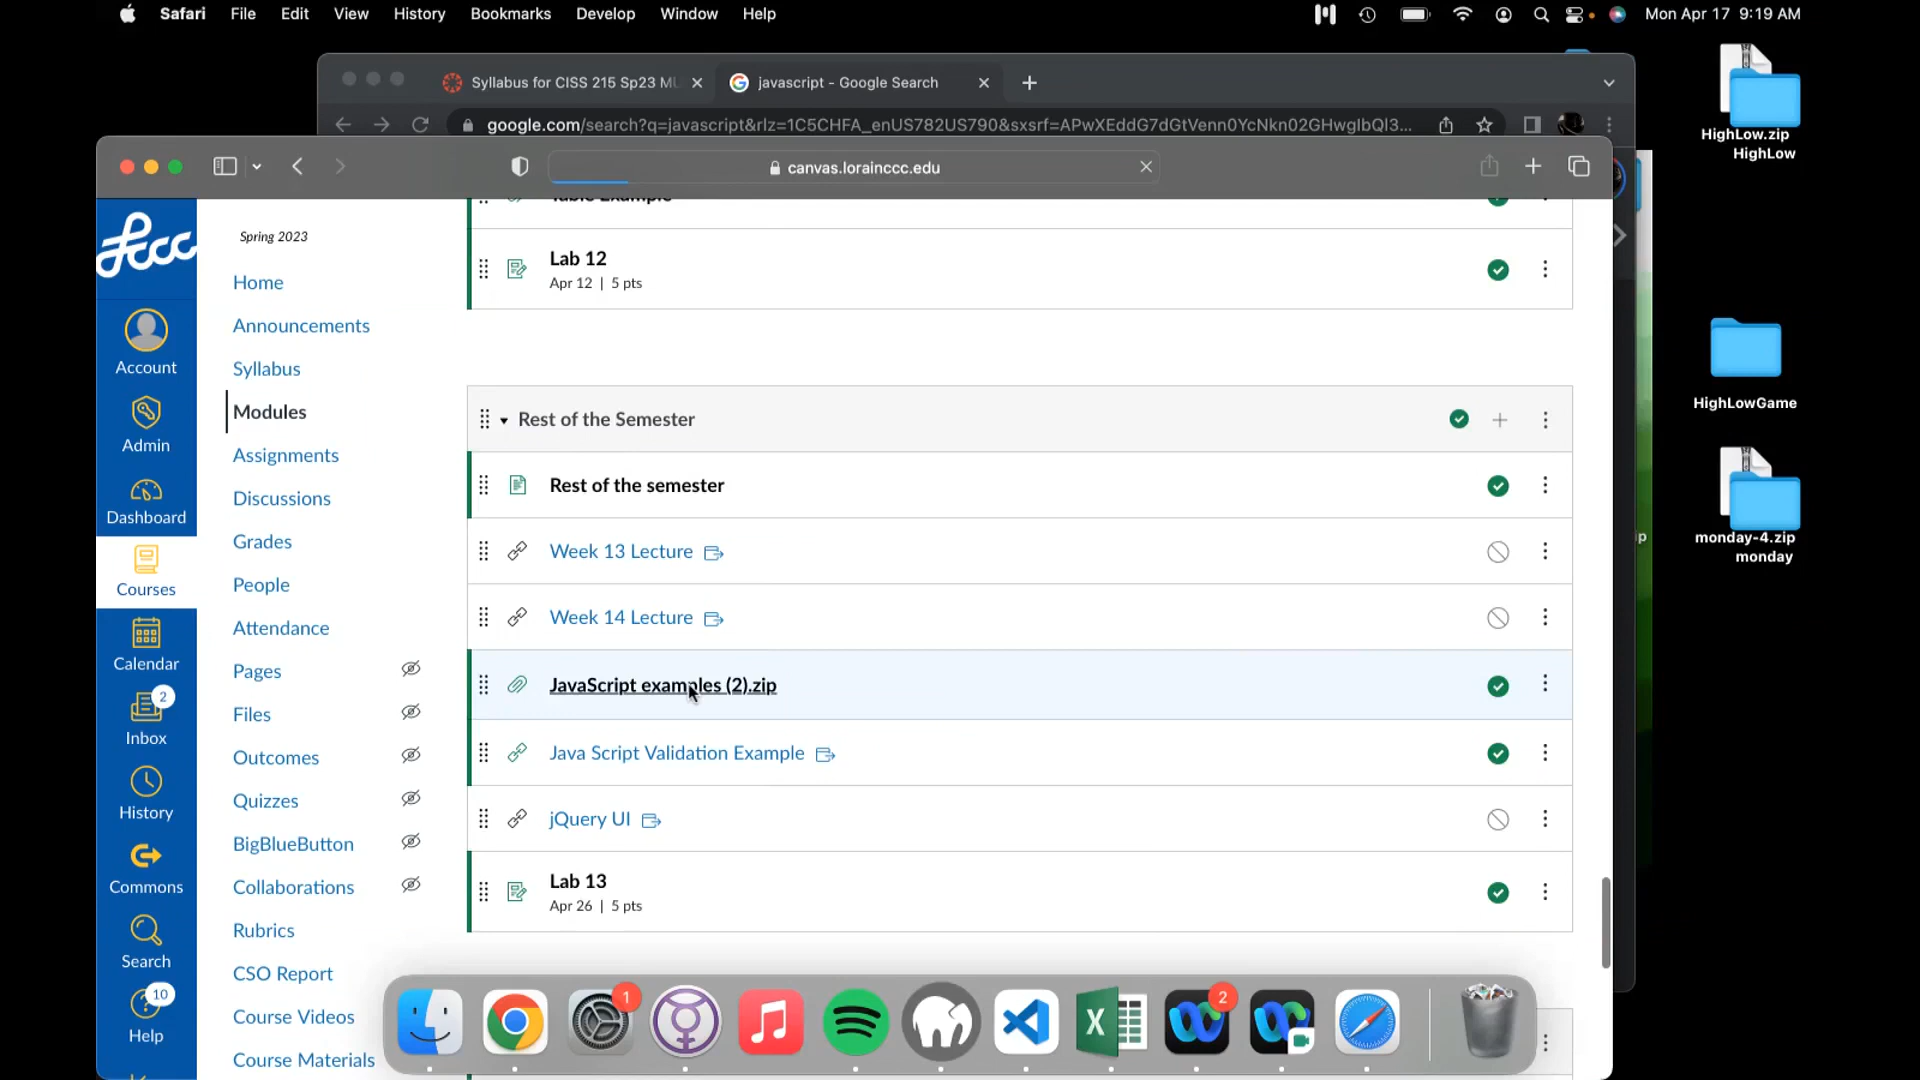 Safari File Edit View History Bookmarks Develop Window Help Mon Apr 17 9:19 AM
Syllabus for CISS 215 Sp23 MU
javascript - Google Search
google.com/search?q=javascript&rlz=1C5CHFA_enUS782US790&sxsrf=APwXEddG7dGtVenn0YcNkn02GHwglbQI3...
canvas.lorainccc.edu
HighLow.zip
HighLow
HighLowGame
monday-4.zip
monday
lccc
Account
Admin
Dashboard
Courses
Calendar
2
Inbox
History
Commons
Search
10
Help
Spring 2023
Home
Announcements
Syllabus
Modules
Assignments
Discussions
Grades
People
Attendance
Pages
Files
Outcomes
Quizzes
BigBlueButton
Collaborations
Rubrics
CSO Report
Course Videos
Course Materials
Table Example
Lab 12
Apr 12 | 5 pts
Rest of the Semester
Rest of the semester
Week 13 Lecture
Week 14 Lecture
JavaScript examples (2).zip
Java Script Validation Example
jQuery UI
Lab 13
Apr 26 | 5 pts
ip
1
X
2